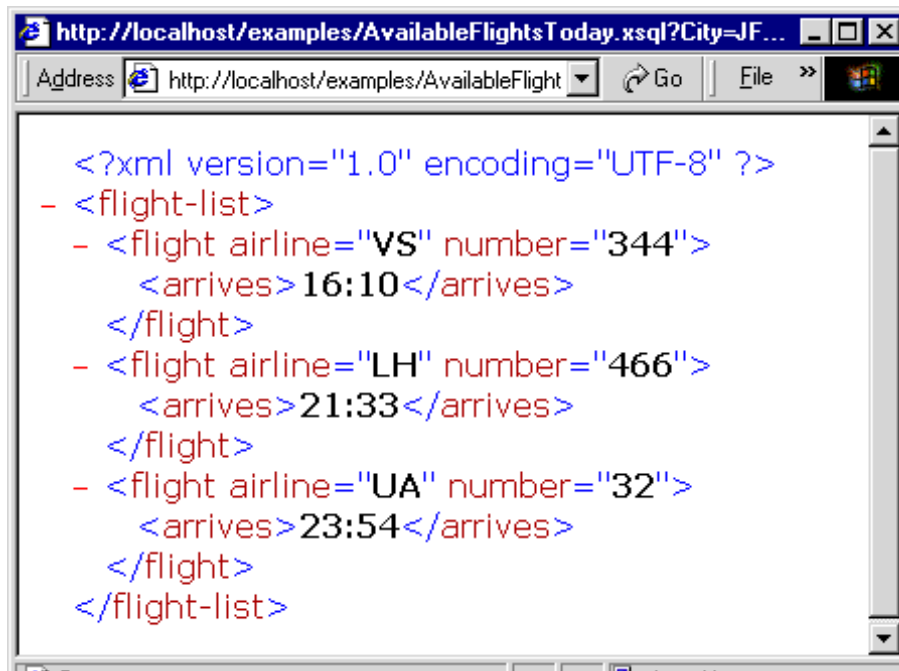 http://localhost/examples/AvailableFlightsToday.xsql?City=JF...
Address http://localhost/examples/AvailableFlight Go File »
<?xml version="1.0" encoding="UTF-8" ?>
– <flight-list>
– <flight airline="VS" number="344">
<arrives>16:10</arrives>
</flight>
– <flight airline="LH" number="466">
<arrives>21:33</arrives>
</flight>
– <flight airline="UA" number="32">
<arrives>23:54</arrives>
</flight>
</flight-list>